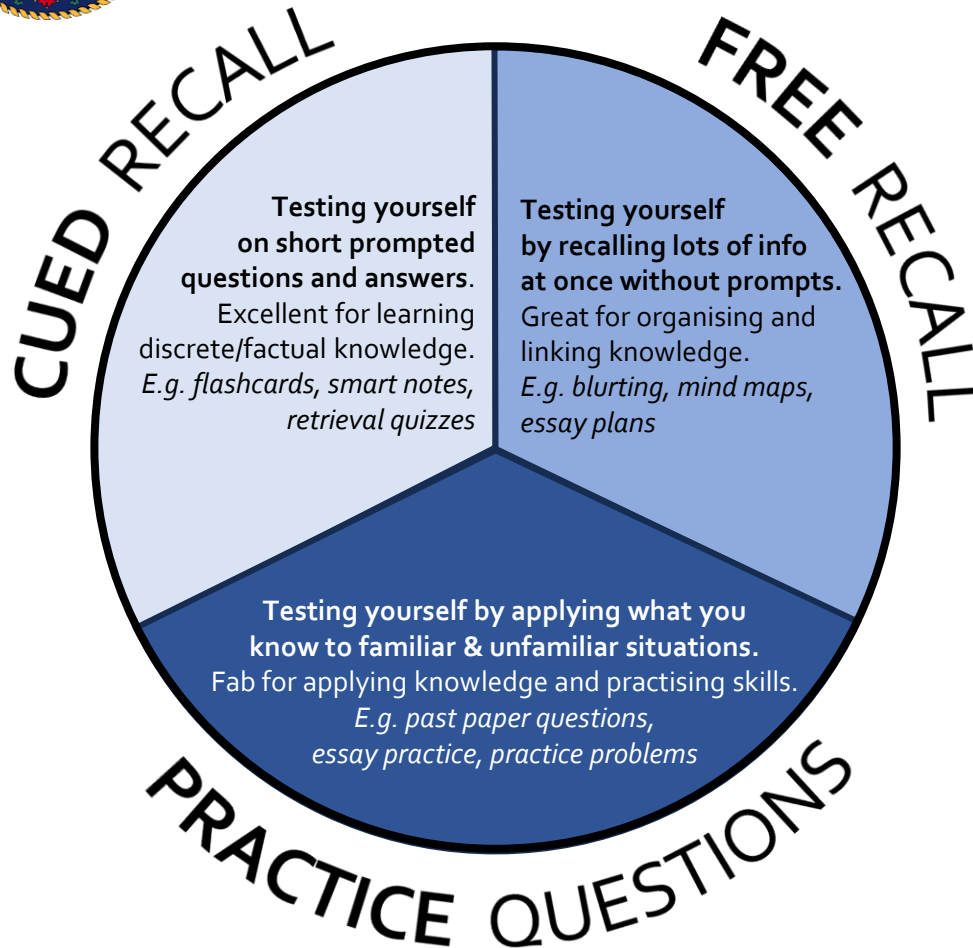 CUED RECALL
Testing yourself
on short prompted
questions and answers.
Excellent for learning
discrete/factual knowledge.
E.g. flashcards, smart notes,
retrieval quizzes
FREE RECALL
Testing yourself
by recalling lots of info
at once without prompts.
Great for organising and
linking knowledge.
E.g. blurting, mind maps,
essay plans
Testing yourself by applying what you
know to familiar & unfamiliar situations.
Fab for applying knowledge and practising skills.
E.g. past paper questions,
essay practice, practice problems
PRACTICE QUESTIONS